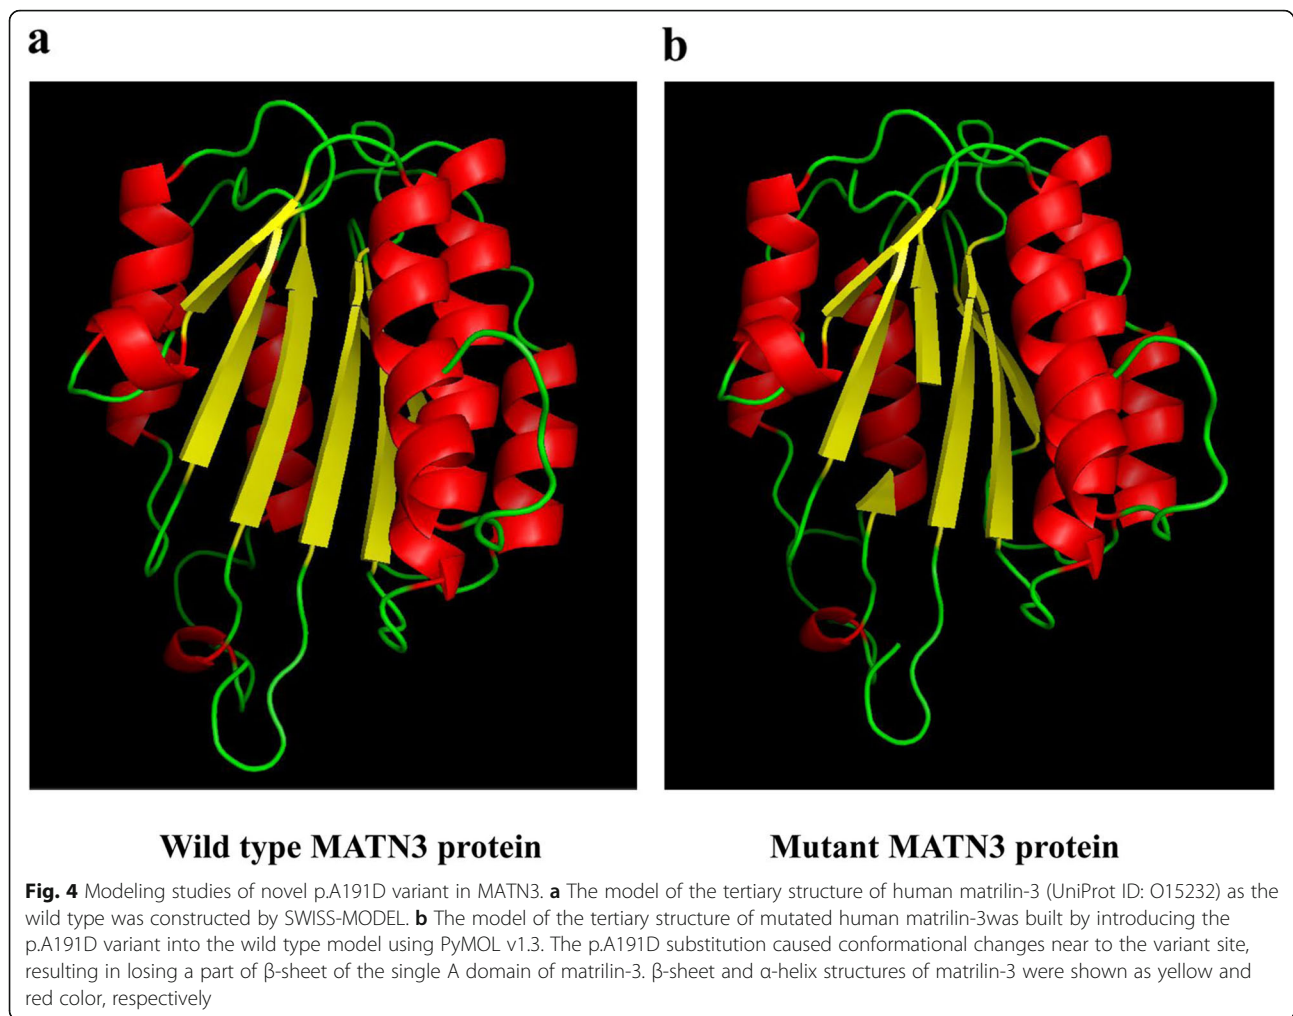 a
b
Wild type MATN3 protein
Mutant MATN3 protein
Fig. 4 Modeling studies of novel p.A191D variant in MATN3. a The model of the tertiary structure of human matrilin-3 (UniProt ID: O15232) as the
wild type was constructed by SWISS-MODEL. b The model of the tertiary structure of mutated human matrilin-3was built by introducing the
p.A191D variant into the wild type model using PyMOL v1.3. The p.A191D substitution caused conformational changes near to the variant site,
resulting in losing a part of β-sheet of the single A domain of matrilin-3. β-sheet and α-helix structures of matrilin-3 were shown as yellow and
red color, respectively